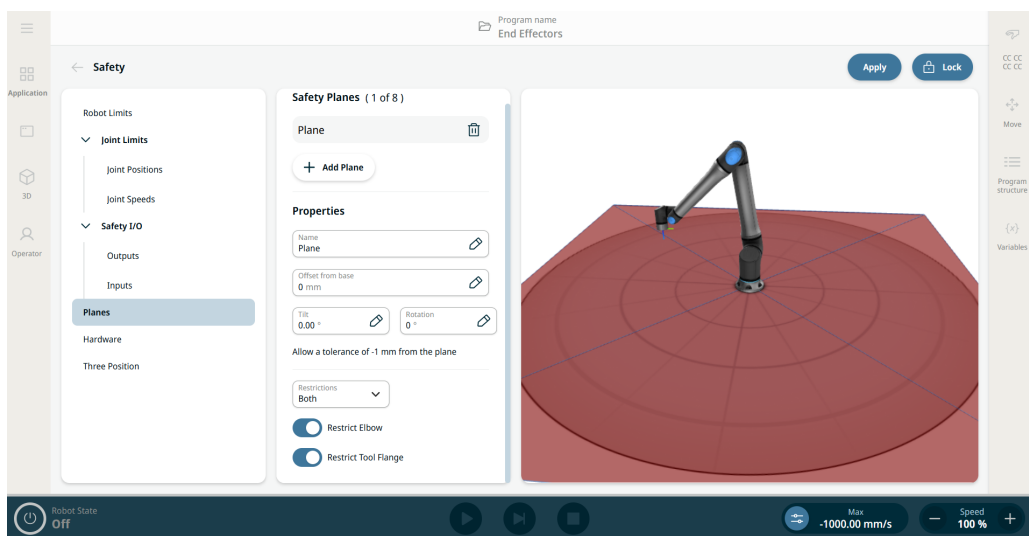 Program name
End Effectors
Safety
Apply
Lock
Application
3D
Operator
Robot Limits
Joint Limits
Joint Positions
Joint Speeds
Safety I/O
Outputs
Inputs
Planes
Hardware
Three Position
Safety Planes ( 1 of 8 )
Plane
Add Plane
Properties
Name
Plane
Offset from base
0 mm
Tilt
0.00 °
Rotation
0 °
Allow a tolerance of -1 mm from the plane
Restrictions
Both
Restrict Elbow
Restrict Tool Flange
CC CC
CC CC
Move
Program
structure
(x)
Variables
Robot State
Off
Max
-1000.00 mm/s
Speed
100 %